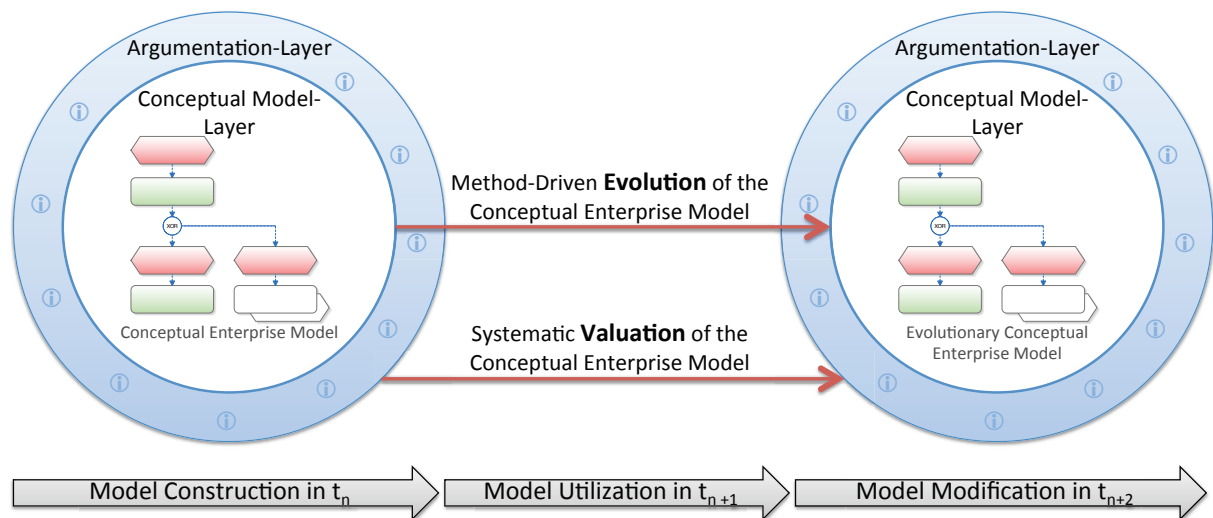 Argumentation-Layer
Conceptual Model-
Layer
XOR
Conceptual Enterprise Model
Method-Driven Evolution of the
Conceptual Enterprise Model
Systematic Valuation of the
Conceptual Enterprise Model
Argumentation-Layer
Conceptual Model-
Layer
XOR
Evolutionary Conceptual
Enterprise Model
Model Construction in tn
Model Utilization in tn+1
Model Modification in tn+2